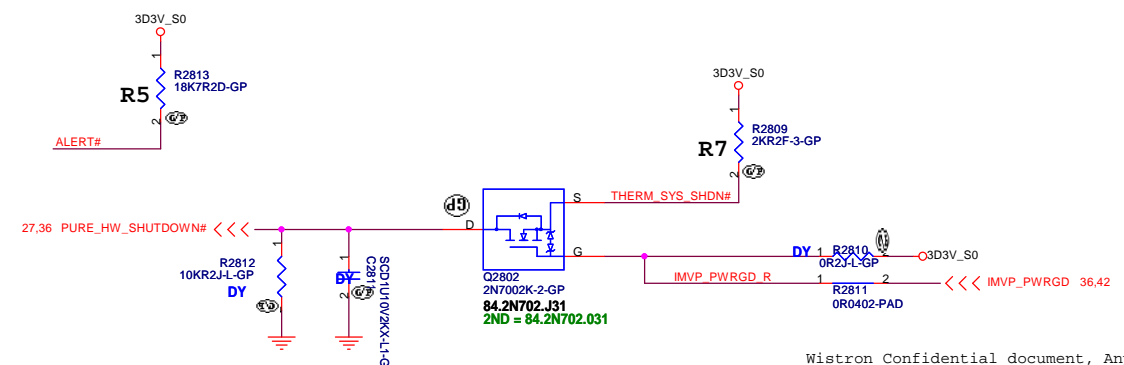 3D3V_S0
1
R2813
18K7R2D-GP
R5
2
ALERT#
3D3V_S0
1
R2809
2KR2F-3-GP
R7
2
THERM_SYS_SHDN#
S
D
G
27,36 PURE_HW_SHUTDOWN#
1
R2812
10KR2J-L-GP
DY
2
1
DY
2
C2811
SCD1U10V2KX-L1-G
Q2802
2N7002K-2-GP
84.2N702.J31
2ND = 84.2N702.031
DY
1
R2810
2
0R2J-L-GP
3D3V_S0
IMVP_PWRGD_R
1
2
R2811
0R0402-PAD
IMVP_PWRGD 36,42
GP
Wistron Confidential document, An